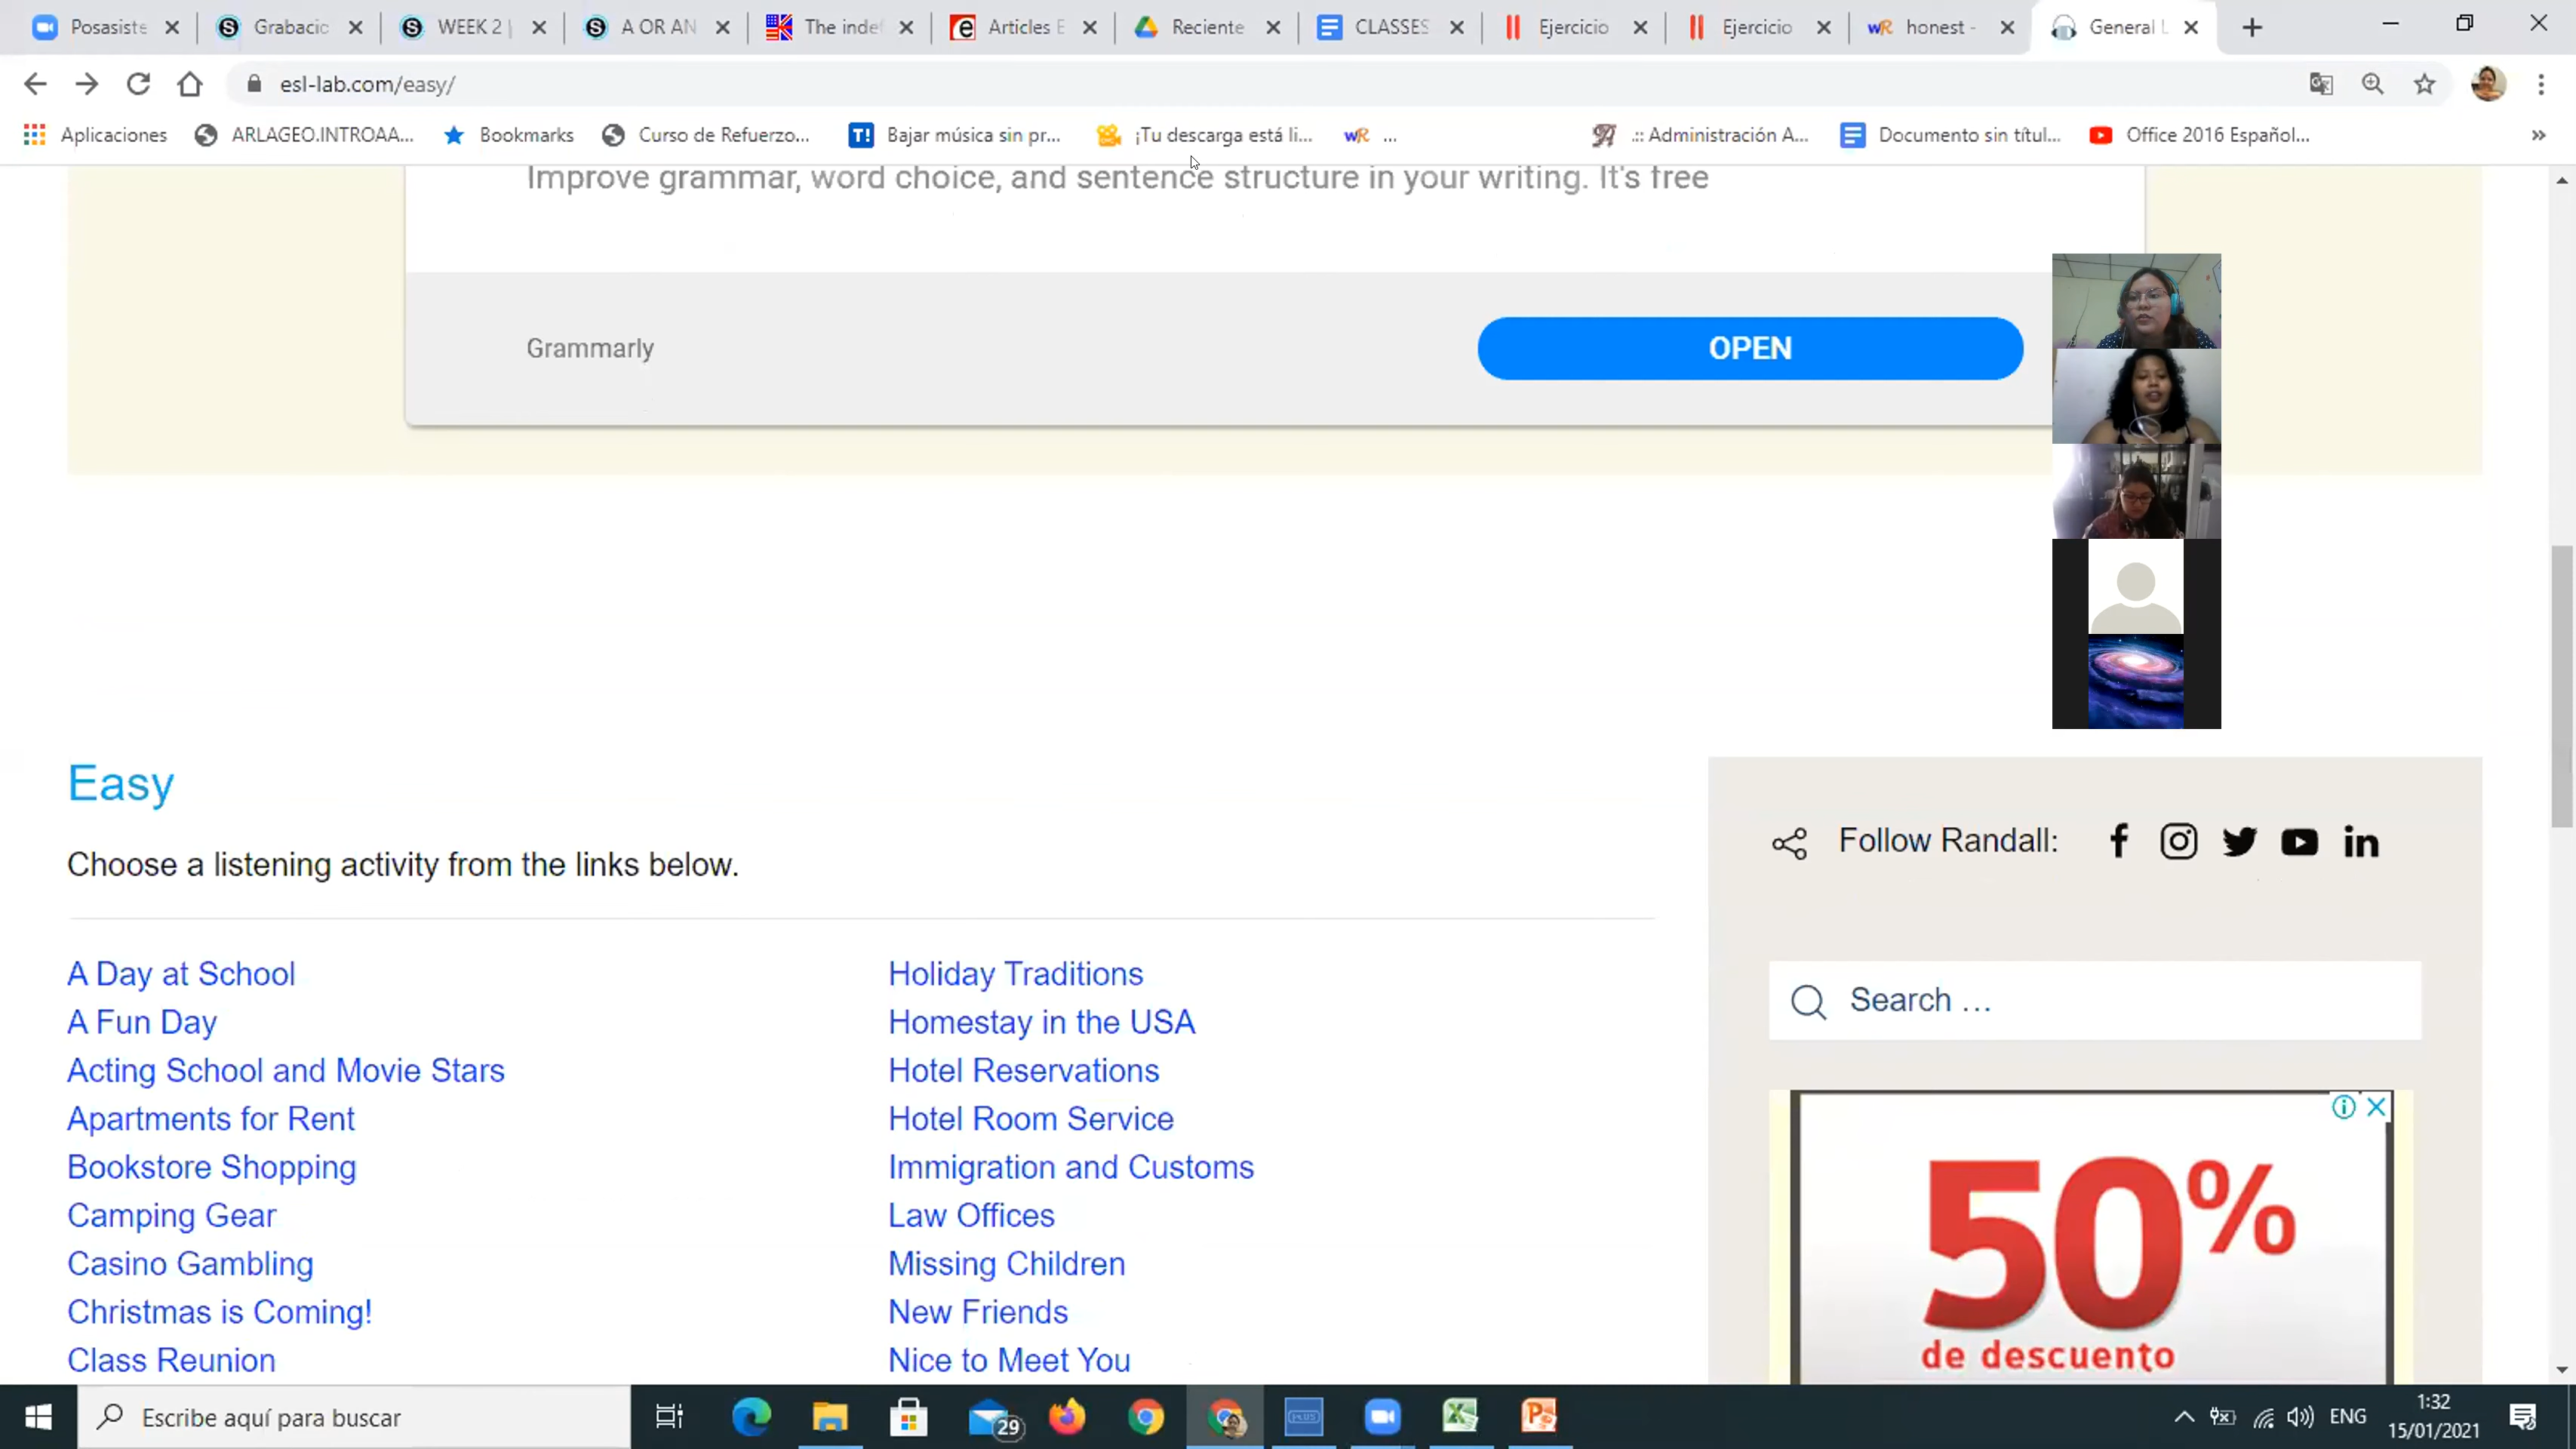 Posasiste
Grabacic
WEEK 2 |
A OR AN
The indef
Articles E
Reciente
CLASSES
Ejercicio
Ejercicio
honest -
General L
esl-lab.com/easy/
Aplicaciones
ARLAGEO.INTROAA...
Bookmarks
Curso de Refuerzo...
Bajar música sin pr...
¡Tu descarga está li...
...
.:: Administración A...
Documento sin títul...
Office 2016 Español...
»
Improve grammar, word choice, and sentence structure in your writing. It's free
Grammarly
OPEN
Easy
Choose a listening activity from the links below.
A Day at School
A Fun Day
Acting School and Movie Stars
Apartments for Rent
Bookstore Shopping
Camping Gear
Casino Gambling
Christmas is Coming!
Class Reunion
Holiday Traditions
Homestay in the USA
Hotel Reservations
Hotel Room Service
Immigration and Customs
Law Offices
Missing Children
New Friends
Nice to Meet You
Follow Randall:
Search ...
50%
de descuento
Escribe aquí para buscar
29
ENG
1:32
15/01/2021